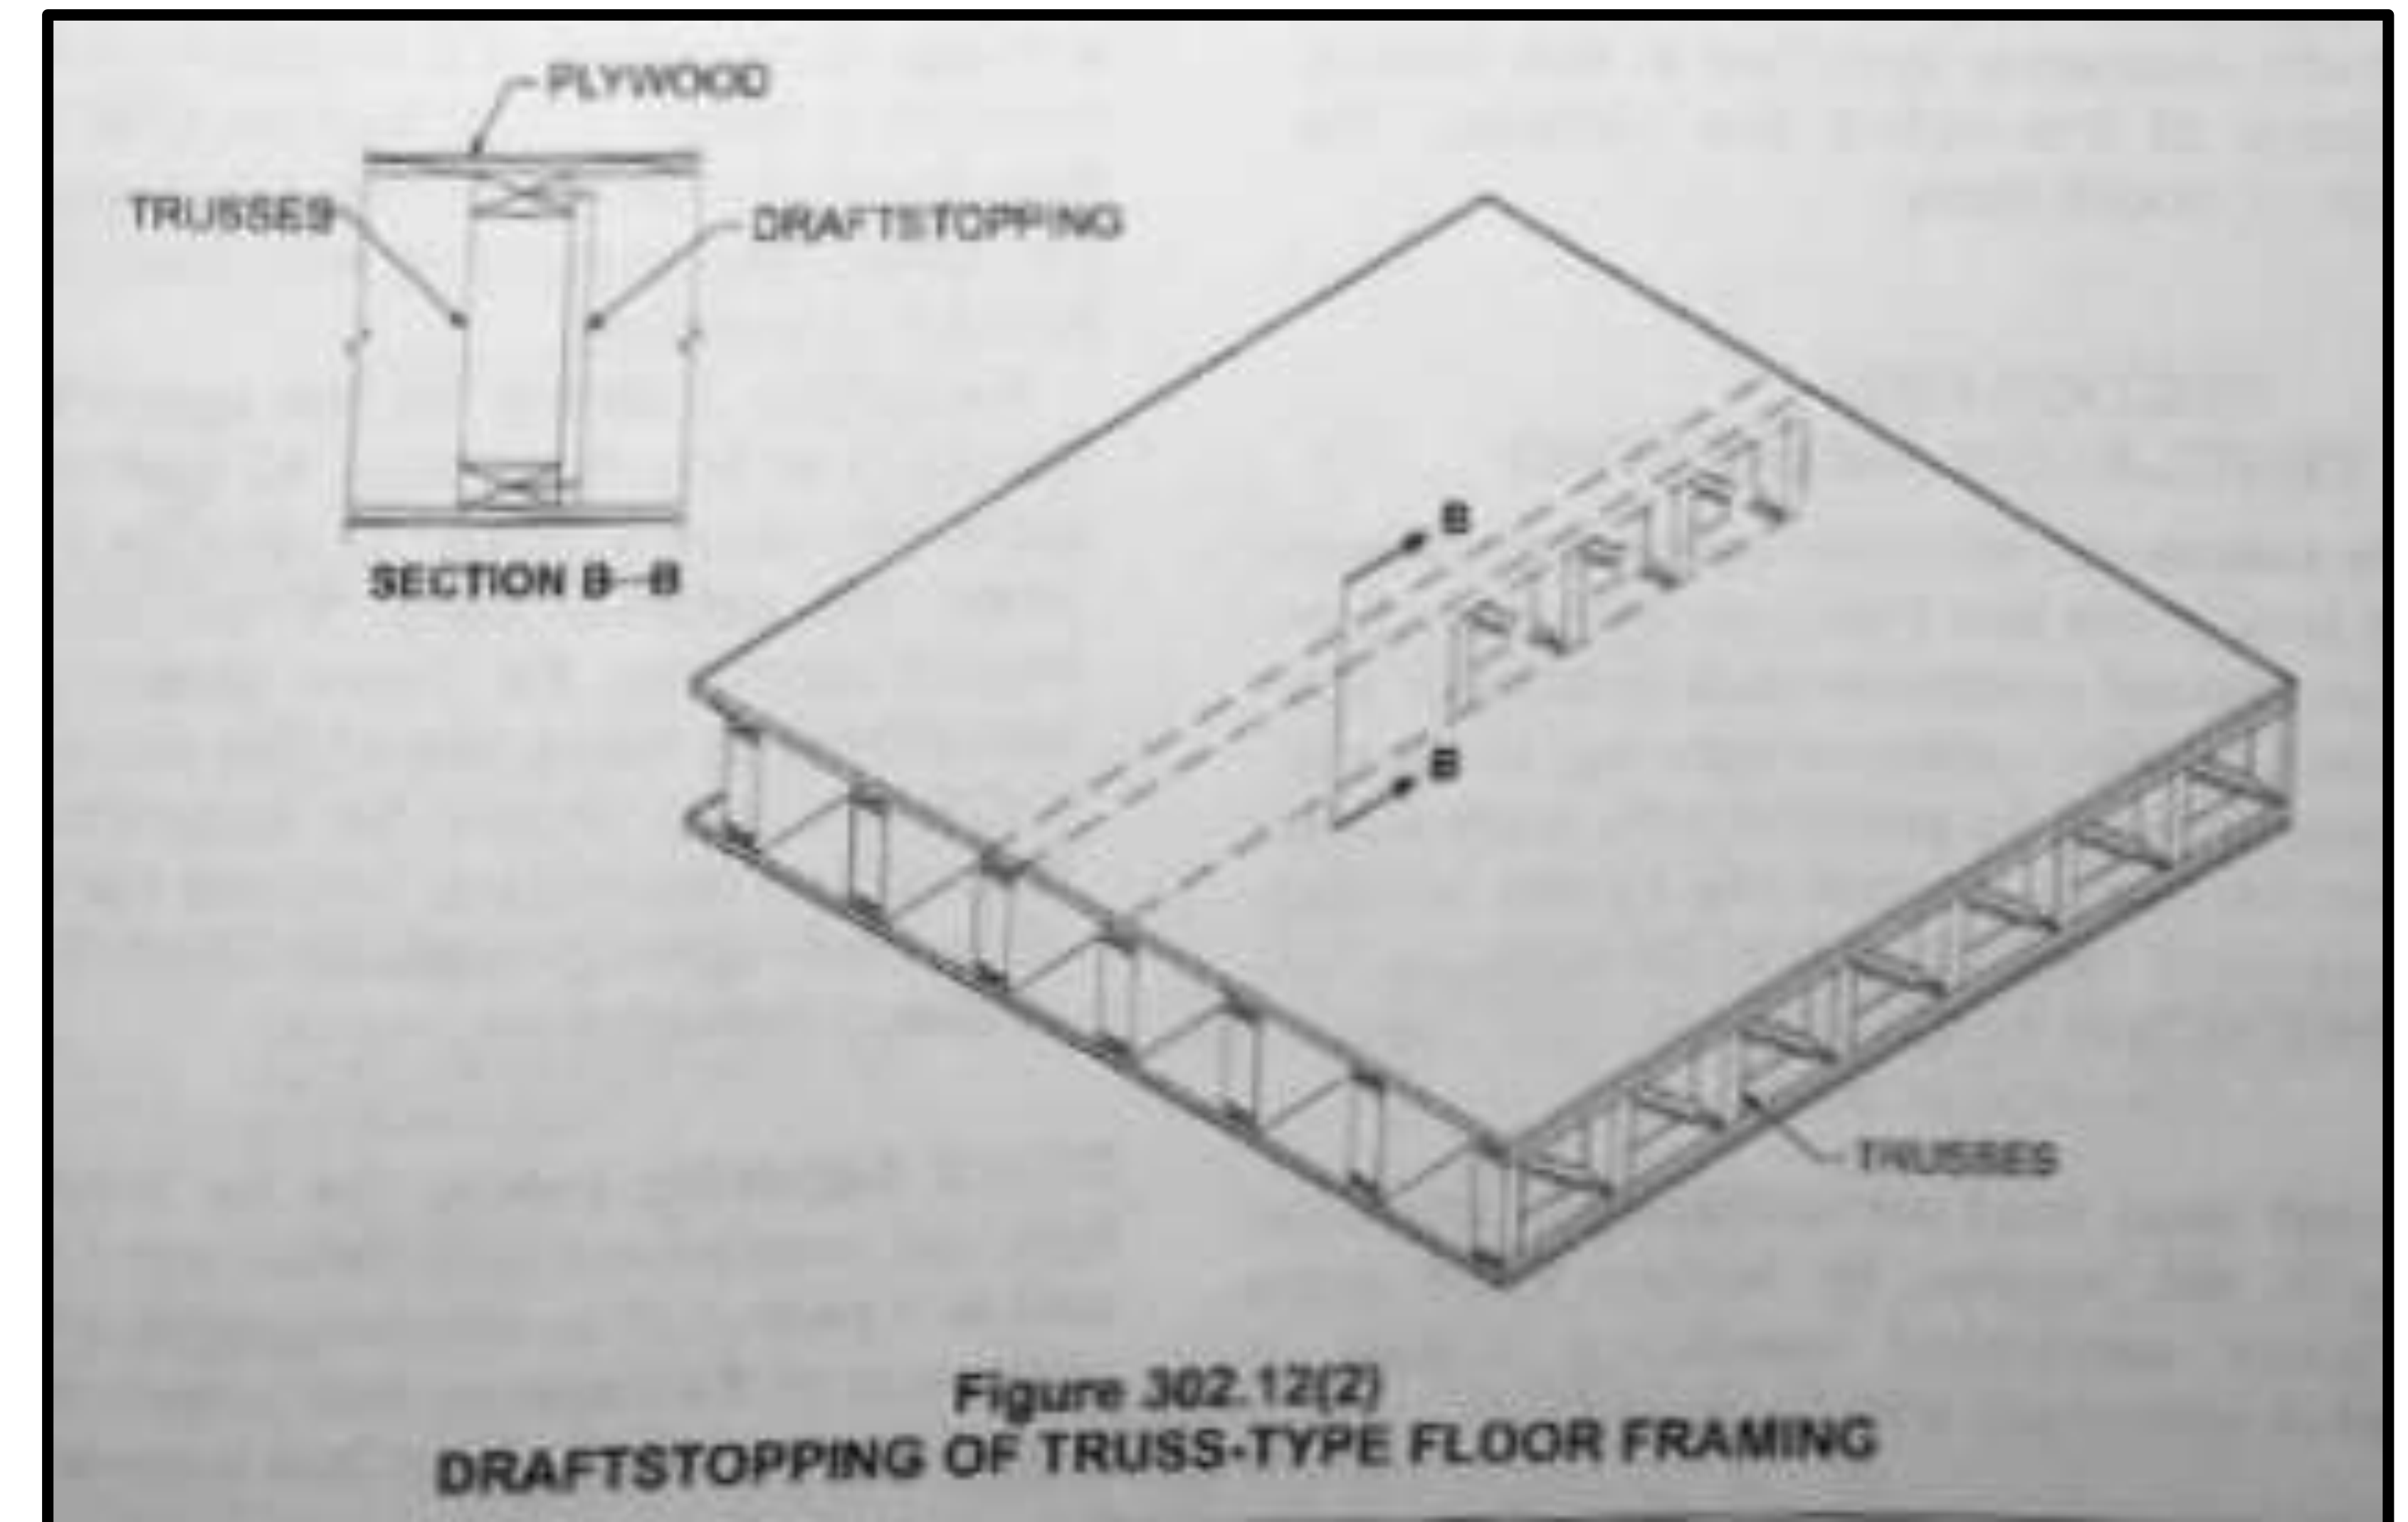 PLYWOOD
TRUSSES
DRAFTSTOPPING
SECTION B-B
B
B
TRUSSES
Figure 302.12(2)
DRAFTSTOPPING OF TRUSS-TYPE FLOOR FRAMING